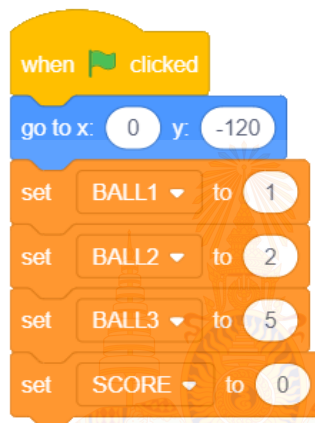 when clicked
go to x: 0 y: -120
set BALL1 to 1
set BALL2 to 2
set BALL3 to 5
set SCORE to 0